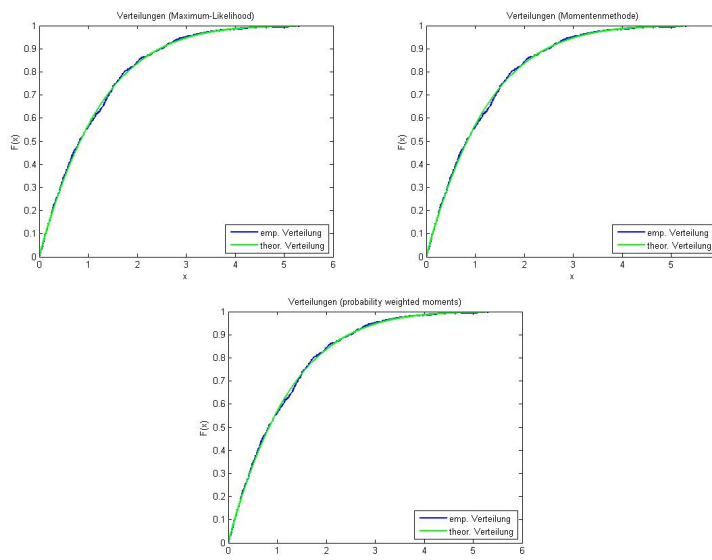 Verteilungen (Maximum-Likelihood)
1
0.9
0.8
0.7
0.6
0.5
0.4
0.3
0.2
0.1
0
F(x)
0 1 2 3 4 5 6
x
emp. Verteilung
theor. Verteilung
Verteilungen (Momentenmethode)
1
0.9
0.8
0.7
0.6
0.5
0.4
0.3
0.2
0.1
0
F(x)
0 1 2 3 4 5
x
emp. Verteilung
theor. Verteilung
Verteilungen (probability weighted moments)
1
0.9
0.8
0.7
0.6
0.5
0.4
0.3
0.2
0.1
0
F(x)
0 1 2 3 4 5 6
emp. Verteilung
theor. Verteilung